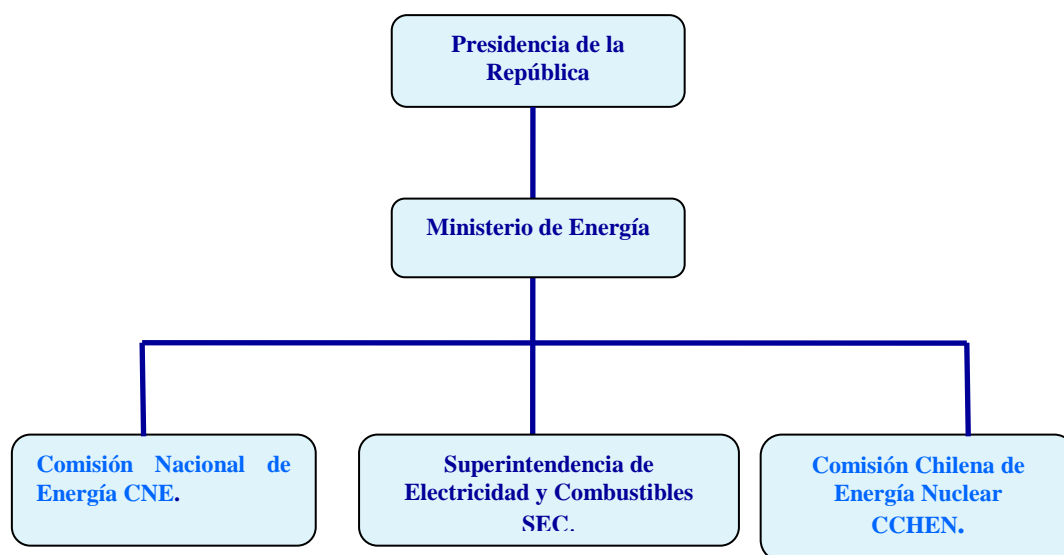 Presidencia de la
República
Ministerio de Energía
Comisión Nacional de
Energía CNE.
Superintendencia de
Electricidad y Combustibles
SEC.
Comisión Chilena de
Energía Nuclear
CCHEN.